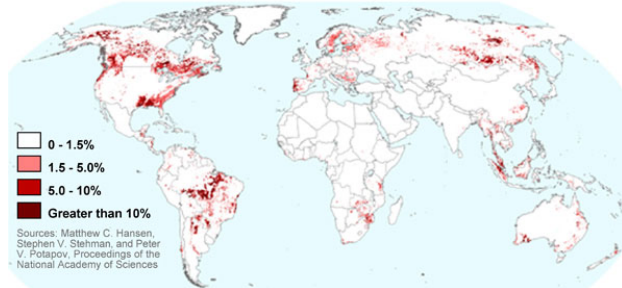 0 - 1.5%
1.5 - 5.0%
5.0 - 10%
Greater than 10%
Sources: Matthew C. Hansen,
Stephen V. Stehman, and Peter
V. Potapov, Proceedings of the
National Academy of Sciences